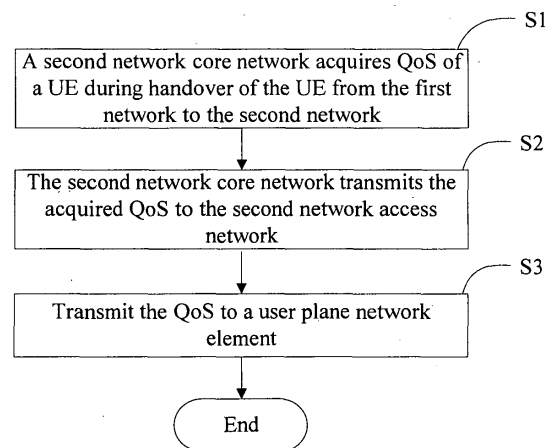 S1
A second network core network acquires QoS of
a UE during handover of the UE from the first
network to the second network
S2
The second network core network transmits the
acquired QoS to the second network access
network
S3
Transmit the QoS to a user plane network
element
End